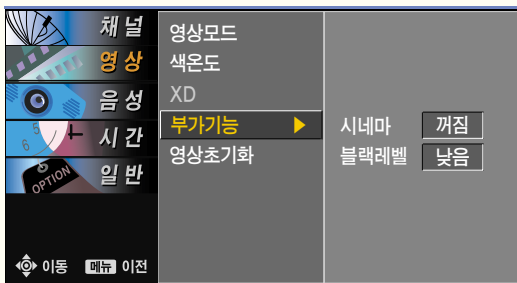 채널
영상
음성
시간
일반
OPTION
5
6
이동 메뉴 이전
영상모드
색온도
XD
부가기능
영상초기화
시네마 꺼짐
블랙레벨 낮음